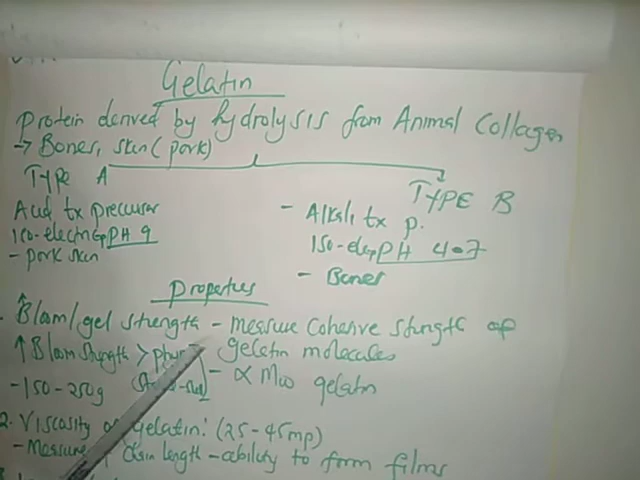 Gelatin
Protein derived by hydrolysis from Animal Collagen
→ Bones, skin (pork)
TYPE A
TYPE B
Acid tx precursor
- Alkali tx p.
Iso-electric pH 9
Iso-elep pH 4.7
- pork skin
- Bones
Properties
↑ Bloom/gel strength - measure Cohesive strength of
↑ Bloom strength > phys gelatin molecules
- 150-250g
- ∝ Mw gelatin
2. Viscosity of gelatin: (25-45mp)
- Measure chain length - ability to form films